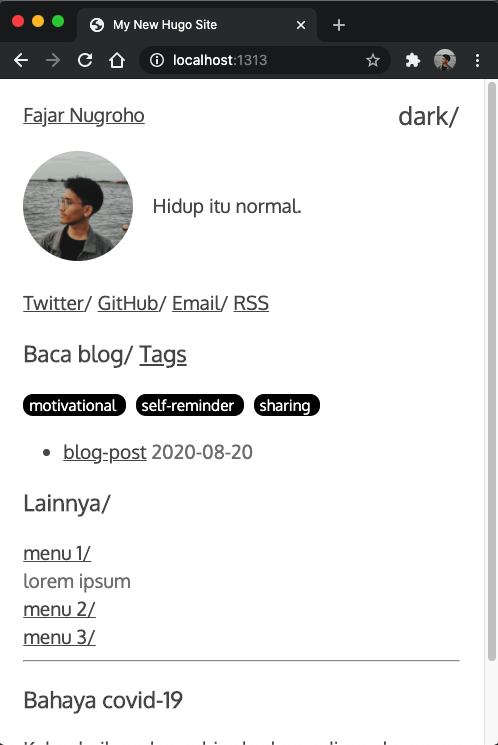 My New Hugo Site
localhost:1313
Fajar Nugroho
dark/
Hidup itu normal.
Twitter/ GitHub/ Email/ RSS
Baca blog/ Tags
motivational self-reminder sharing
blog-post 2020-08-20
Lainnya/
menu 1/
lorem ipsum
menu 2/
menu 3/
Bahaya covid-19